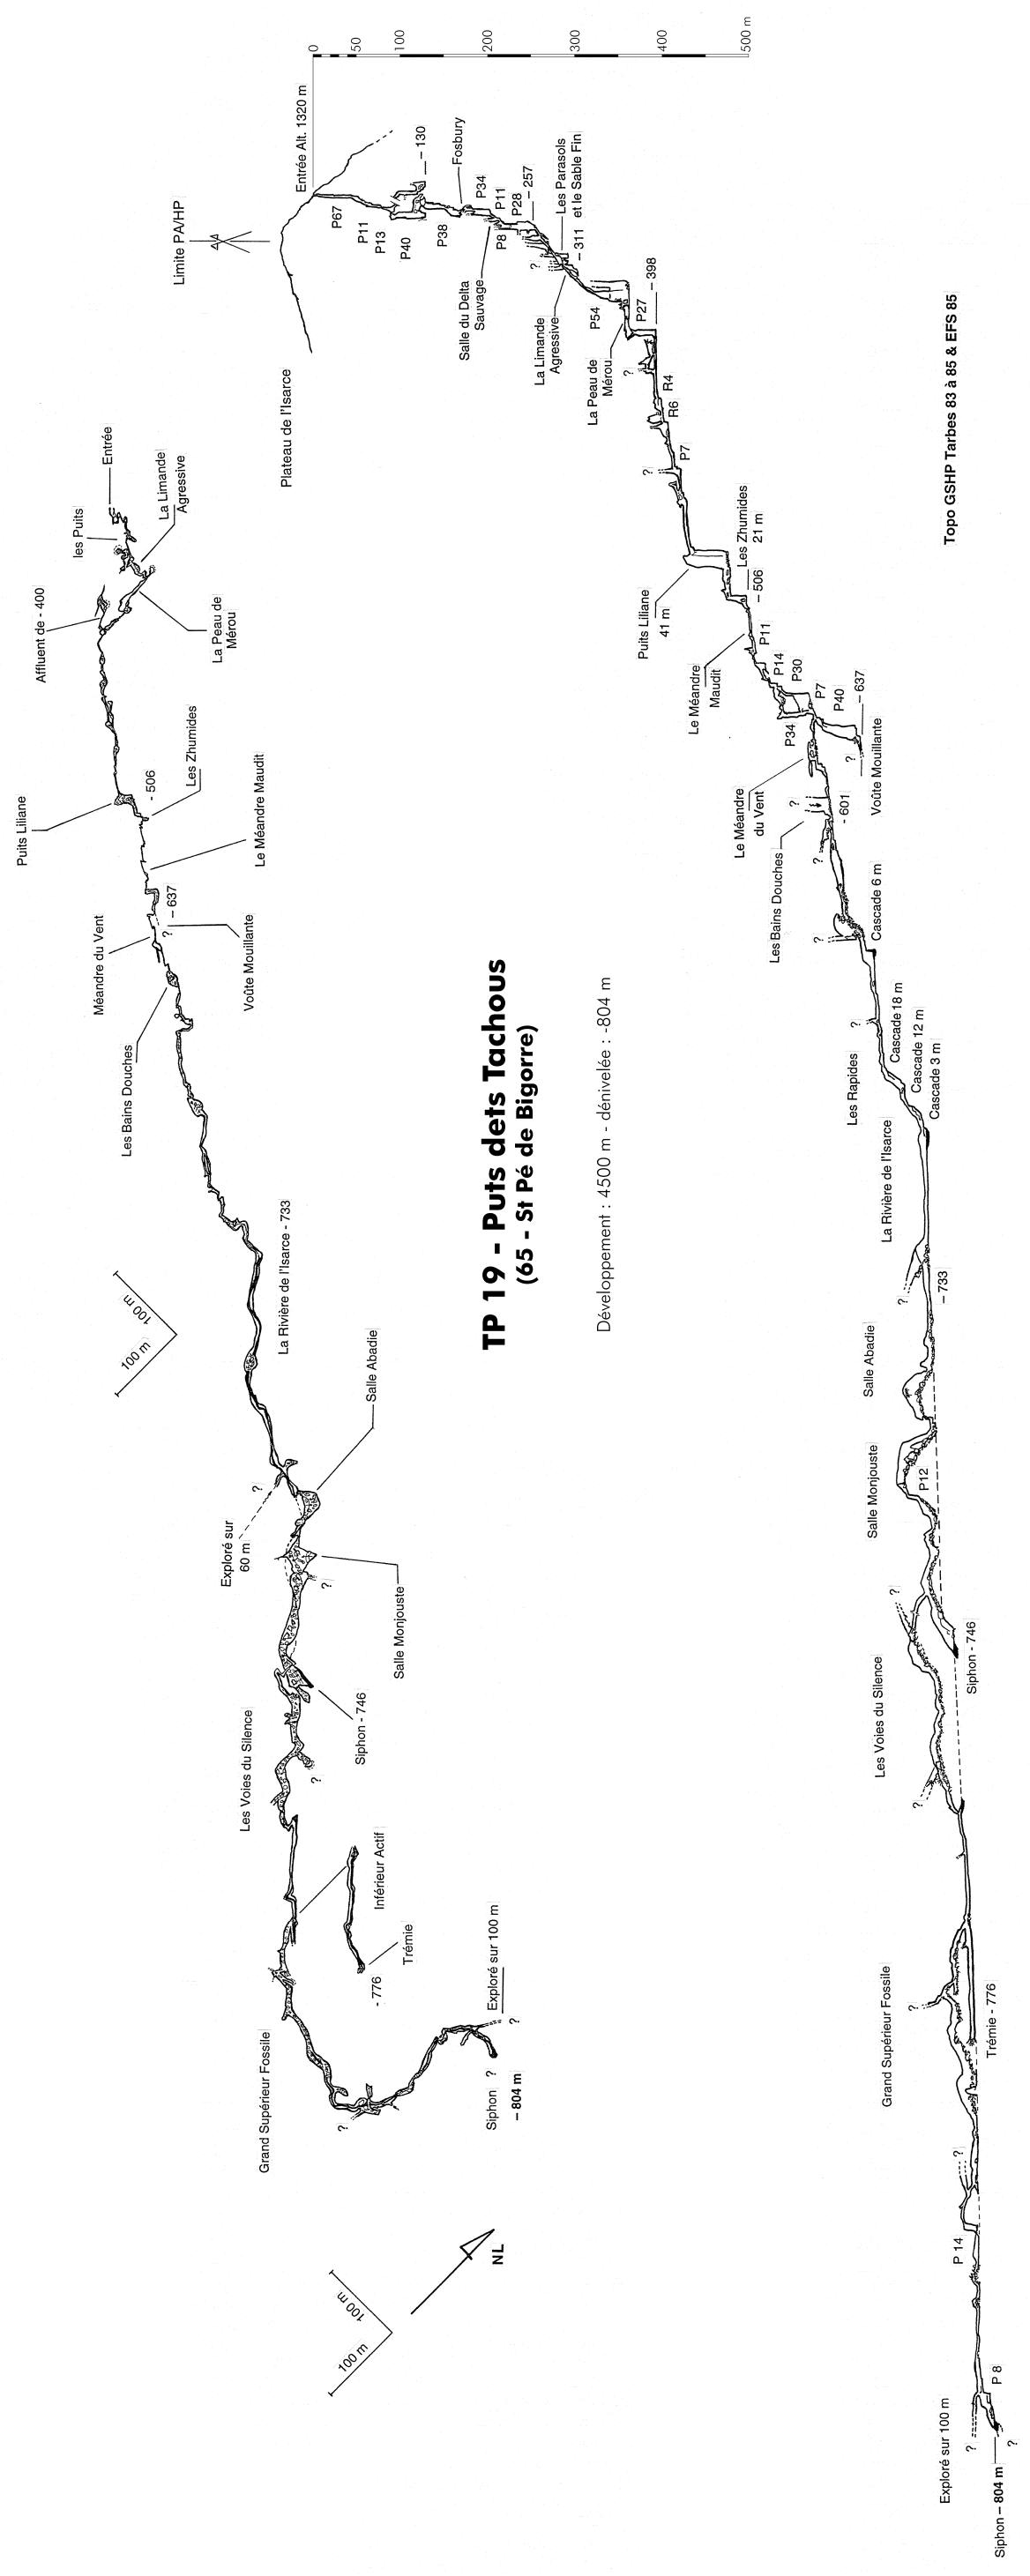 TP 19 - Puts dets Tachous
(65 - St Pé de Bigorre)
Développement : 4500 m - dénivelée : -804 m
Topo GSHP Tarbes 83 à 85 & EFS 85
Grand Supérieur Fossile
?
Siphon ?
– 804 m
Explor​é sur 100 m
?
- 776
Trémie
Inférieur Actif
Les Voies du Silence
?
Siphon - 746
Salle Monjouste
?
Exploré sur
60 m
?
Salle Abadie
La Rivière de l'Isarce - 733
Les Bains Douches
Méandre du Vent
Voûte Mouillante
?
– 637
Le Méandre Maudit
Les Zhumides
- 506
Puits Liliane
Affluent de - 400
La Peau de
Mérou
les Puits
La Limande
Agressive
Entrée
100 m
100 m
100 m
100 m
NL
Plateau de l'Isarce
Limite PA/HP
Entrée Alt. 1320 m
0
50
100
200
300
400
500 m
P67
P11
P13
P40
– 130
P38
Fosbury
Salle du Delta
Sauvage
P34
P8
P11
P28
– 257
?
Les Parasols
et le Sable Fin
– 311
La Limande
Agressive
P54
La Peau de
Mérou
P27
– 398
?
R4
R6
P7
?
Puits Liliane
41 m
Les Zhumides
21 m
– 506
Le Méandre
Maudit
P11
P14
P30
P34
P7
P40
– 637
?
Voûte Mouillante
Le Méandre
du Vent
Les Bains Douches
?
- 601
?
?
Cascade 6 m
?
Les Rapides
Cascade 18 m
Cascade 12 m
Cascade 3 m
La Rivière de l'Isarce
?
– 733
Salle Abadie
Salle Monjouste
P12
?
Siphon - 746
Les Voies du Silence
?
Grand Supérieur Fossile
?
Trémie - 776
?
P 14
P 8
Exploré sur 100 m
?
?
Siphon – 804 m